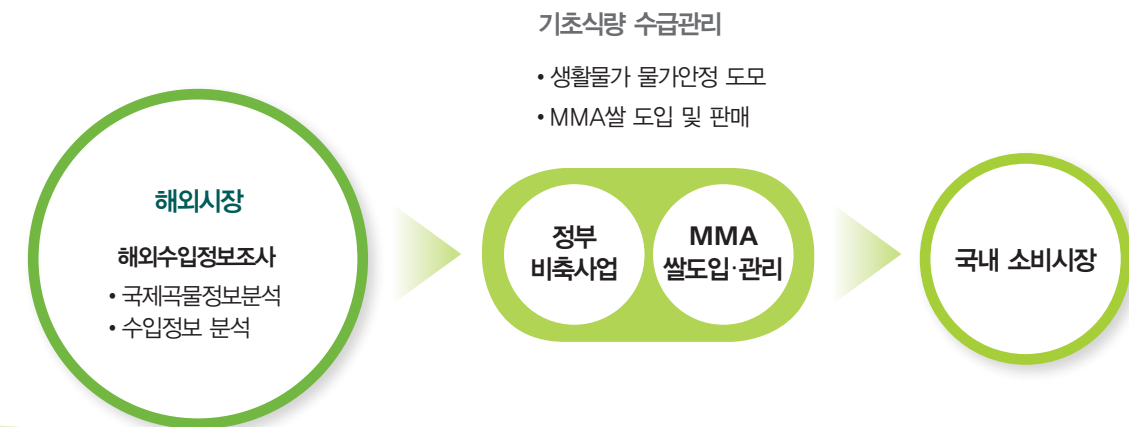 기초식량 수급관리
• 생활물가 물가안정 도모
• MMA쌀 도입 및 판매
해외시장
해외수입정보조사
• 국제곡물정보분석
• 수입정보 분석
정부
비축사업
MMA
쌀도입·관리
국내 소비시장